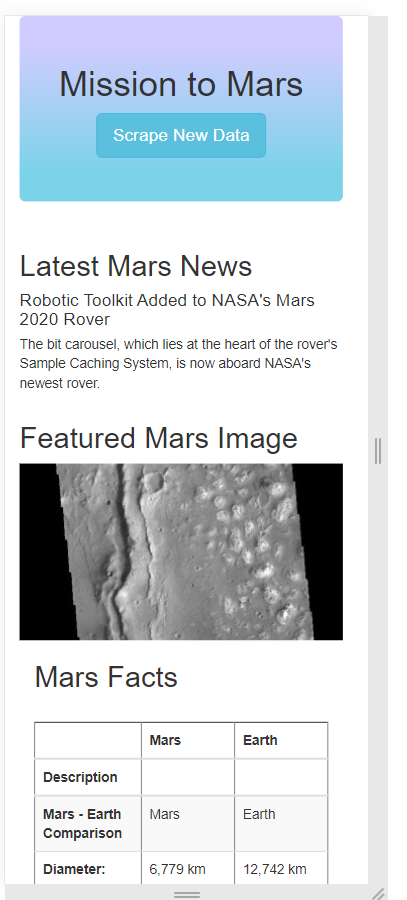 Mission to Mars
Scrape New Data
Latest Mars News
Robotic Toolkit Added to NASA's Mars
2020 Rover
The bit carousel, which lies at the heart of the rover's
Sample Caching System, is now aboard NASA's
newest rover.
Featured Mars Image
Mars Facts
Mars Earth
Description
Mars - Earth
Comparison Mars Earth
Diameter: 6,779 km 12,742 km